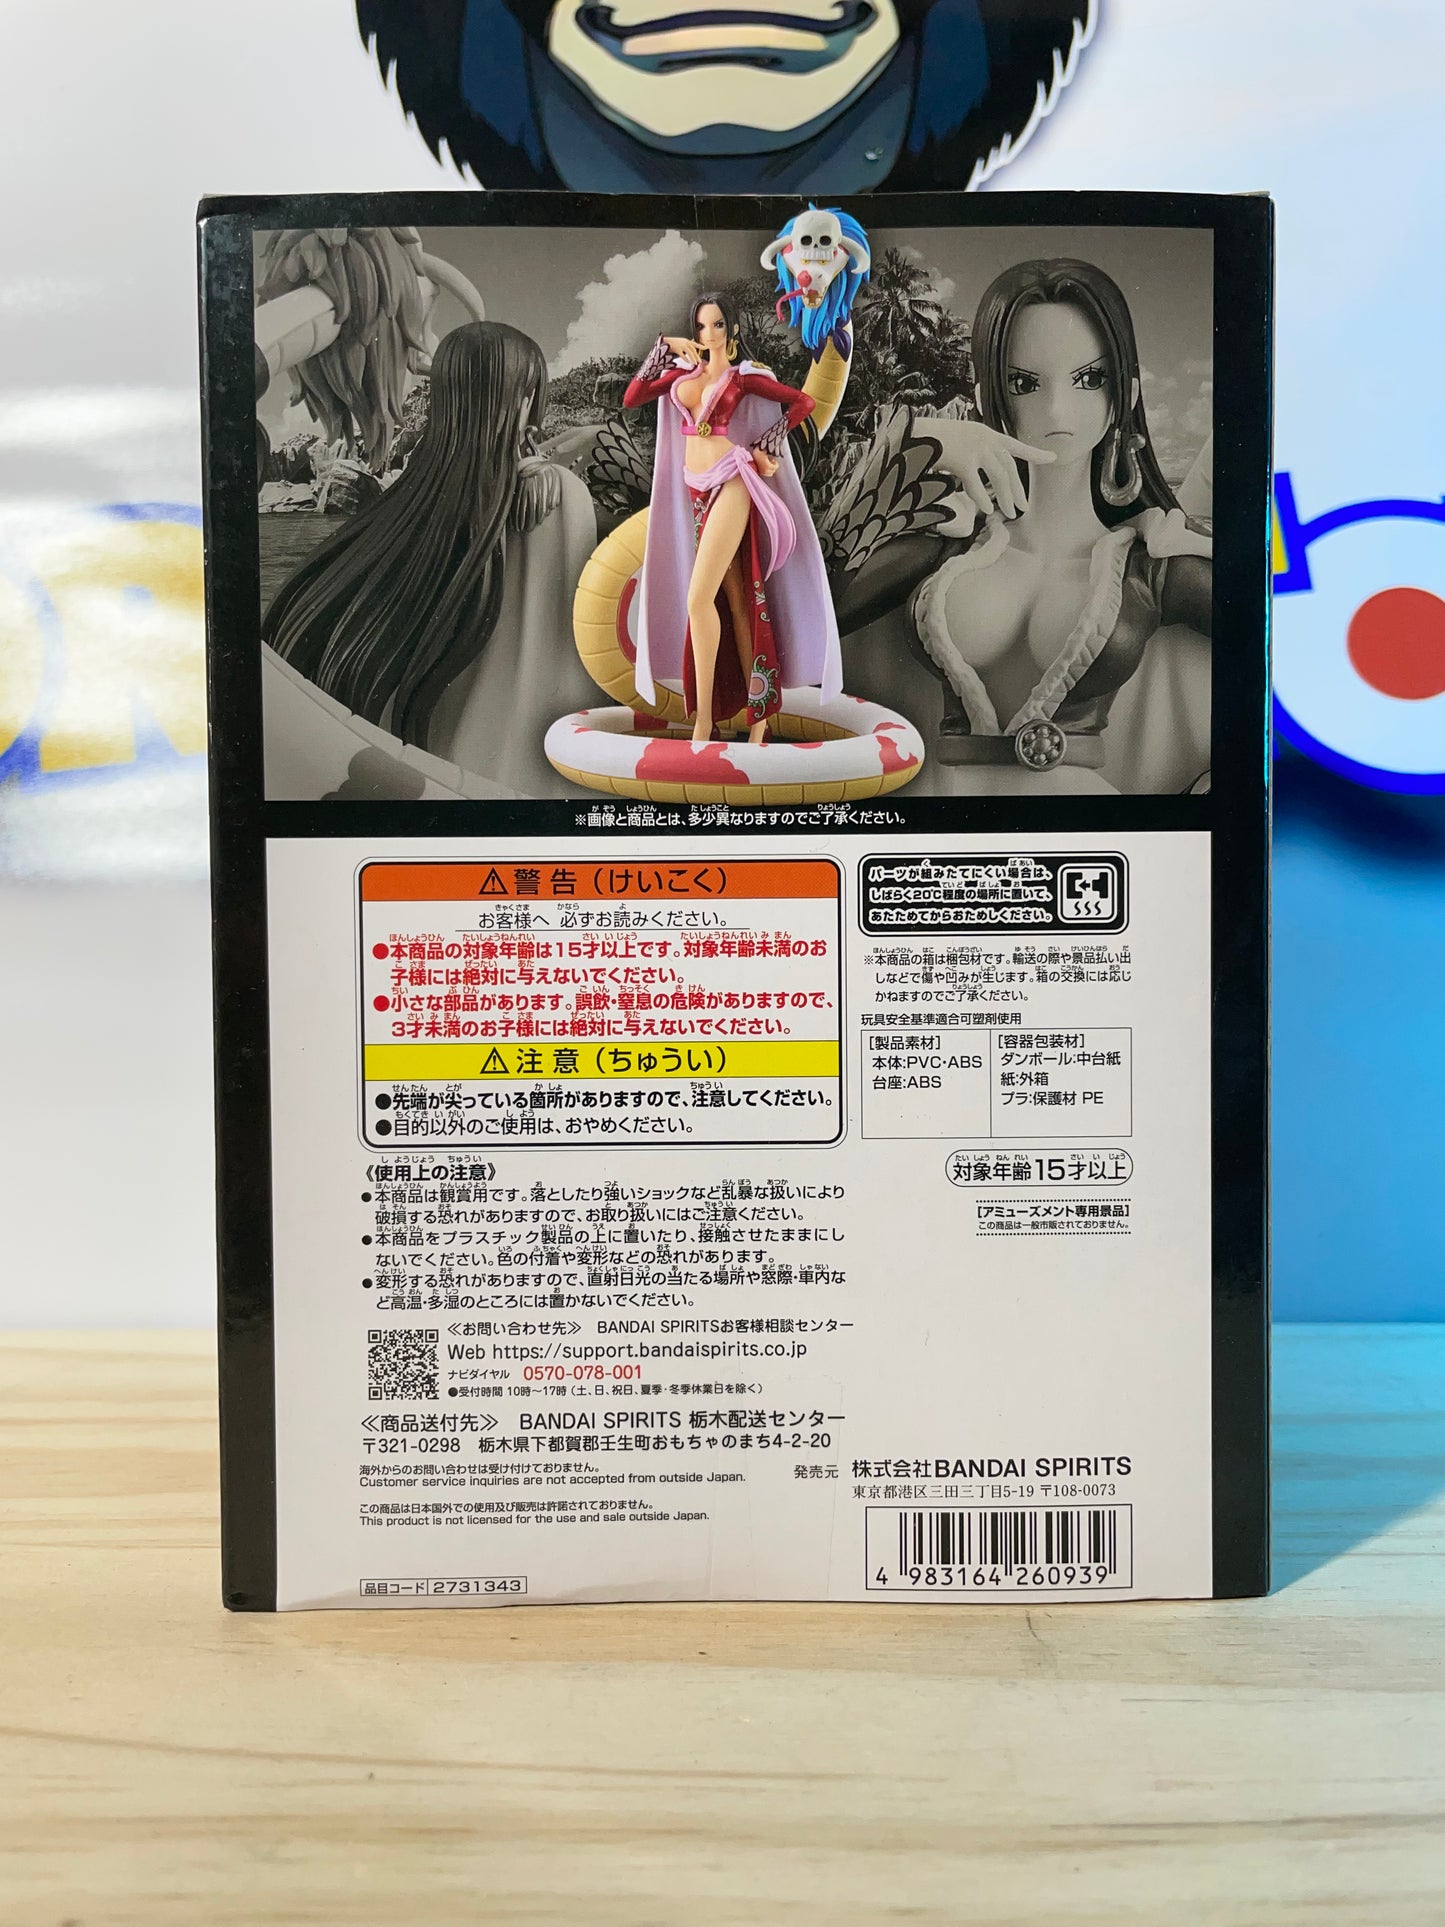 ※画像と商品とは、多少異なりますのでご了承ください。
⚠警告（けいこく）
お客様へ 必ずお読みください。
●本商品の対象年齢は15才以上です。対象年齢未満のお
子様には絶対に与えないでください。
●小さな部品があります。誤飲・窒息の危険がありますので、
3才未満のお子様には絶対に与えないでください。
⚠注意（ちゅうい）
●先端が尖っている箇所がありますので、注意してください。
●目的以外のご使用は、おやめください。
《使用上の注意》
●本商品は観賞用です。落としたり強いショックなど乱暴な扱いにより
破損する恐れがありますので、お取り扱いにはご注意ください。
●本商品をプラスチック製品の上に置いたり、接触させたままにし
ないでください。色の付着や変形などの恐れがあります。
●変形する恐れがありますので、直射日光の当たる場所や窓際・車内な
ど高温・多湿のところには置かないでください。
≪お問い合わせ先≫ BANDAI SPIRITSお客様相談センター
Web https://support.bandaispirits.co.jp
ナビダイヤル 0570-078-001
●受付時間 10時～17時（土、日、祝日、夏季・冬季休業日を除く）
≪商品送付先≫ BANDAI SPIRITS 栃木配送センター
〒321-0298 栃木県下都賀郡壬生町おもちゃのまち4-2-20
海外からのお問い合わせは受け付けておりません。
Customer service inquiries are not accepted from outside Japan.
この商品は日本国外での使用及び販売は許諾されておりません。
This product is not licensed for the use and sale outside Japan.
品目コード 2731343
パーツが組みたてにくい場合は、
しばらく20℃程度の場所に置いて、
あたためてからおためしください。
※本商品の箱は梱包材です。輸送の際や景品払い出
しなどで傷や凹みが生じます。箱の交換には応じ
かねますのでご了承ください。
玩具安全基準適合可塑剤使用
[製品素材]
本体:PVC・ABS
台座:ABS
[容器包装材]
ダンボール:中台紙
紙:外箱
プラ:保護材 PE
対象年齢15才以上
[アミューズメント専用景品]
この商品は一般市販されておりません。
発売元 株式会社BANDAI SPIRITS
東京都港区三田三丁目5-19 〒108-0073
4 983164 260939